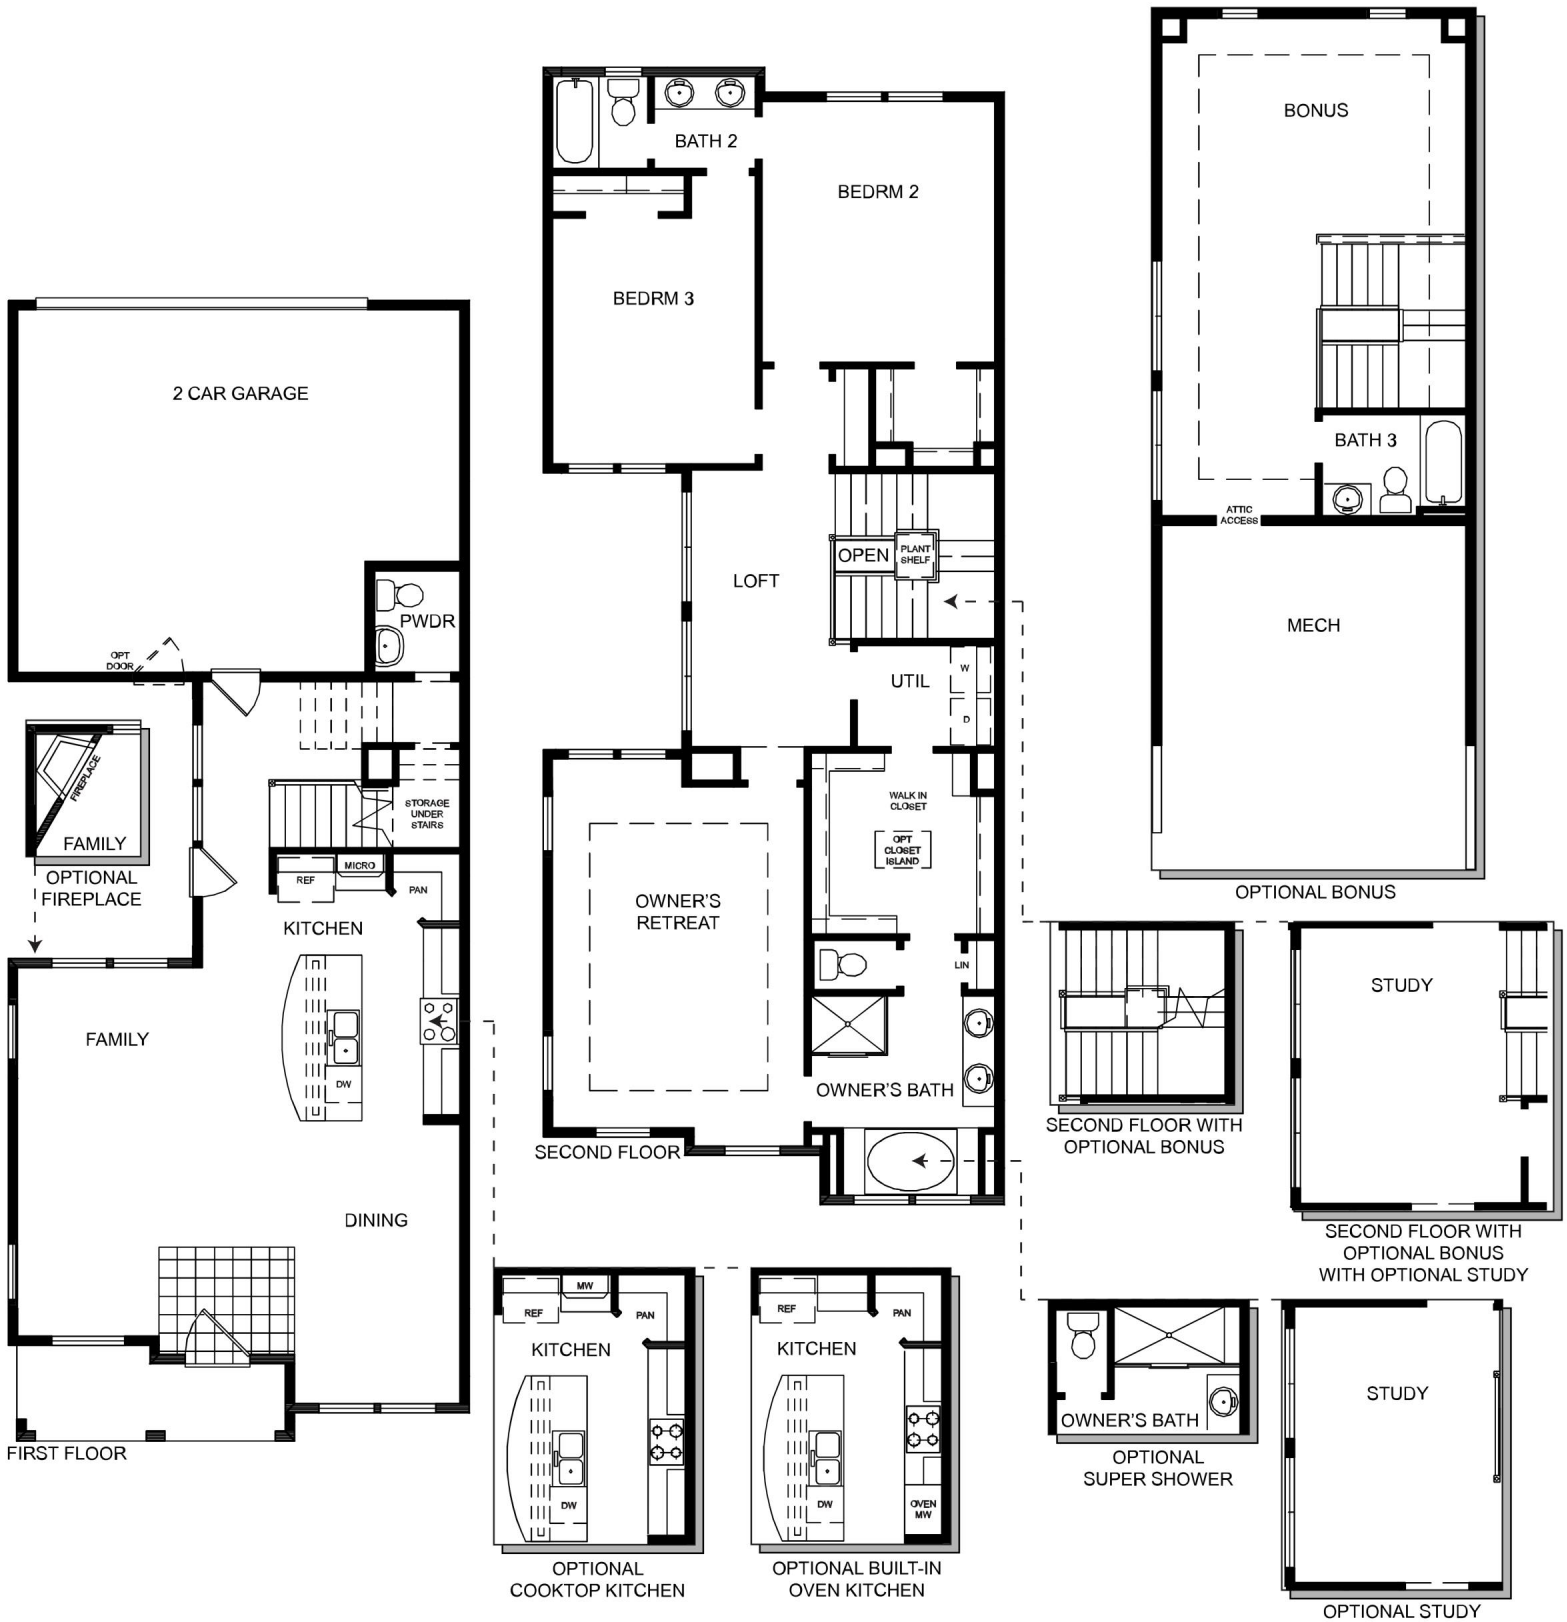 2 CAR GARAGE
PWDR
OPT
DOOR
FIREPLACE
FAMILY
OPTIONAL
FIREPLACE
STORAGE
UNDER
STAIRS
REF
MICRO
PAN
KITCHEN
DW
FAMILY
DINING
FIRST FLOOR
BATH 2
BEDRM 2
BEDRM 3
OPEN
PLANT
SHELF
LOFT
UTIL
W
D
WALK IN
CLOSET
OPT
CLOSET
ISLAND
OWNER'S
RETREAT
LIN
OWNER'S BATH
SECOND FLOOR
BONUS
BATH 3
ATTIC
ACCESS
MECH
OPTIONAL BONUS
SECOND FLOOR WITH
OPTIONAL BONUS
STUDY
SECOND FLOOR WITH
OPTIONAL BONUS
WITH OPTIONAL STUDY
REF
MW
PAN
KITCHEN
DW
OPTIONAL
COOKTOP KITCHEN
REF
PAN
KITCHEN
DW
OVEN
MW
OPTIONAL BUILT-IN
OVEN KITCHEN
OWNER'S BATH
OPTIONAL
SUPER SHOWER
STUDY
OPTIONAL STUDY